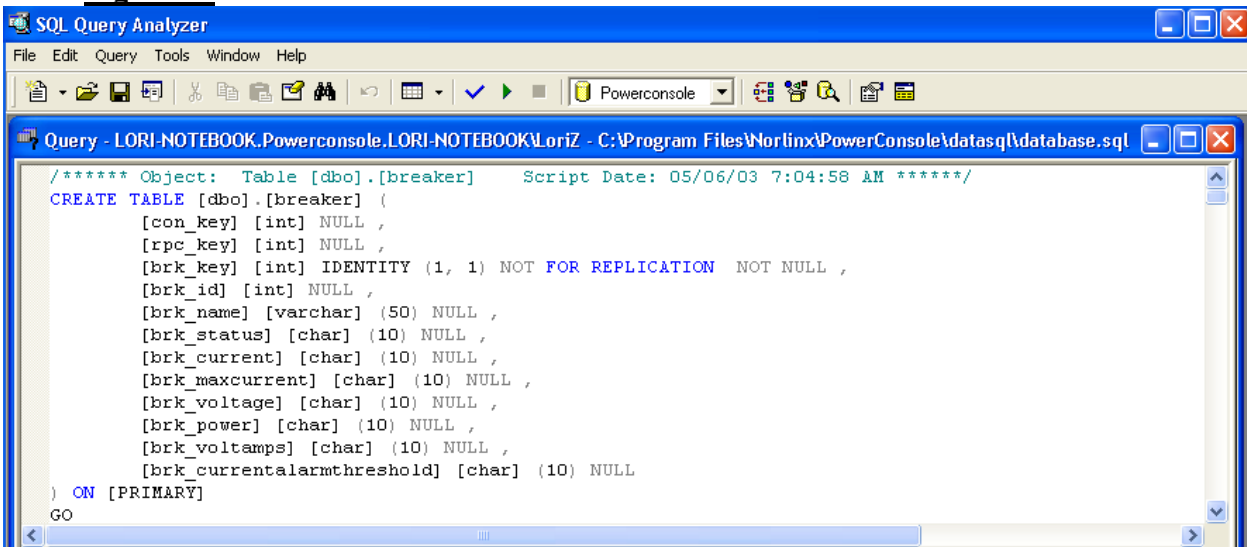 SQL Query Analyzer
File Edit Query Tools Window Help
Powerconsole
Query - LORI-NOTEBOOK.Powerconsole.LORI-NOTEBOOK\LoriZ - C:\Program Files\Norlinx\PowerConsole\datasql\database.sql
/****** Object:  Table [dbo].[breaker]    Script Date: 05/06/03 7:04:58 AM ******/
CREATE TABLE [dbo].[breaker] (
[con_key] [int] NULL ,
[rpc_key] [int] NULL ,
[brk_key] [int] IDENTITY (1, 1) NOT FOR REPLICATION  NOT NULL ,
[brk_id] [int] NULL ,
[brk_name] [varchar] (50) NULL ,
[brk_status] [char] (10) NULL ,
[brk_current] [char] (10) NULL ,
[brk_maxcurrent] [char] (10) NULL ,
[brk_voltage] [char] (10) NULL ,
[brk_power] [char] (10) NULL ,
[brk_voltamps] [char] (10) NULL ,
[brk_currentalarmthreshold] [char] (10) NULL
) ON [PRIMARY]
GO